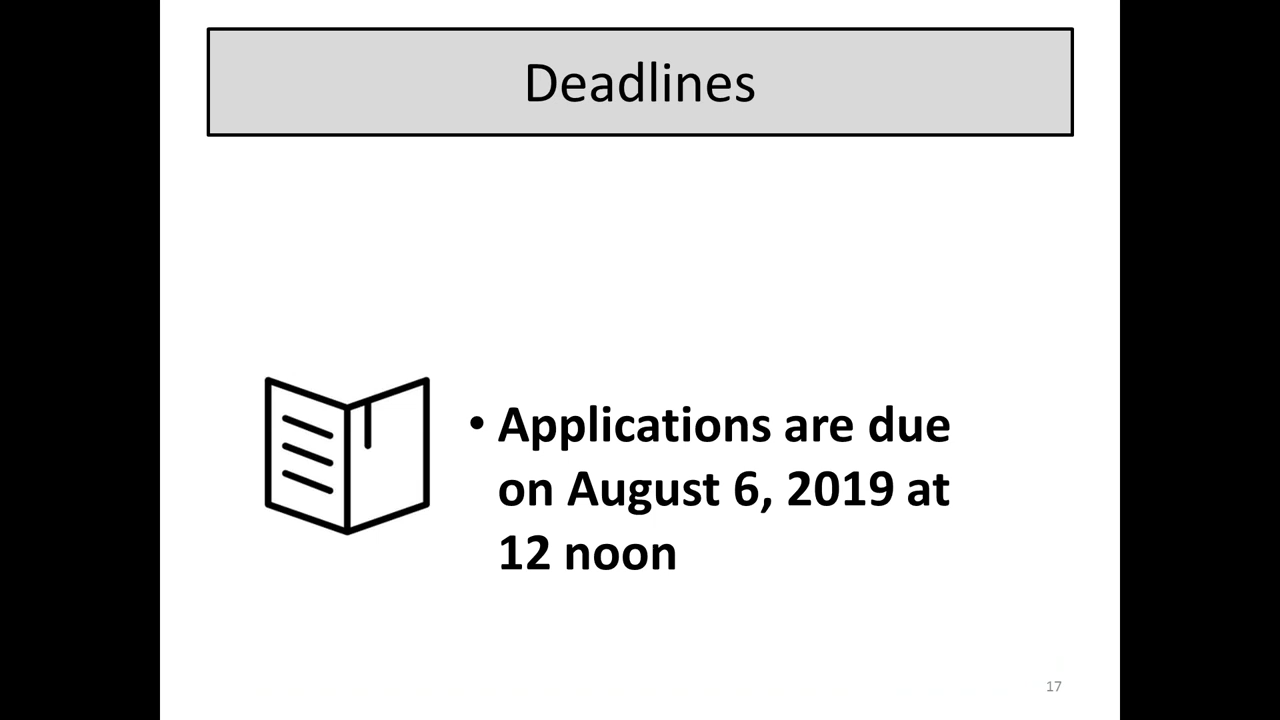 Deadlines
• Applications are due
on August 6, 2019 at
12 noon
17